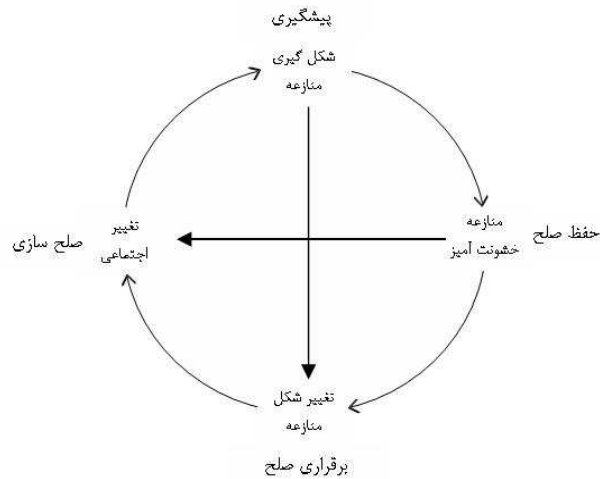 پیشگیری
شکل گیری
منازعه
حفظ صلح
منازعه
خشونت آمیز
تغییر
اجتماعی
صلح سازی
تغییر شکل
منازعه
برقراری صلح